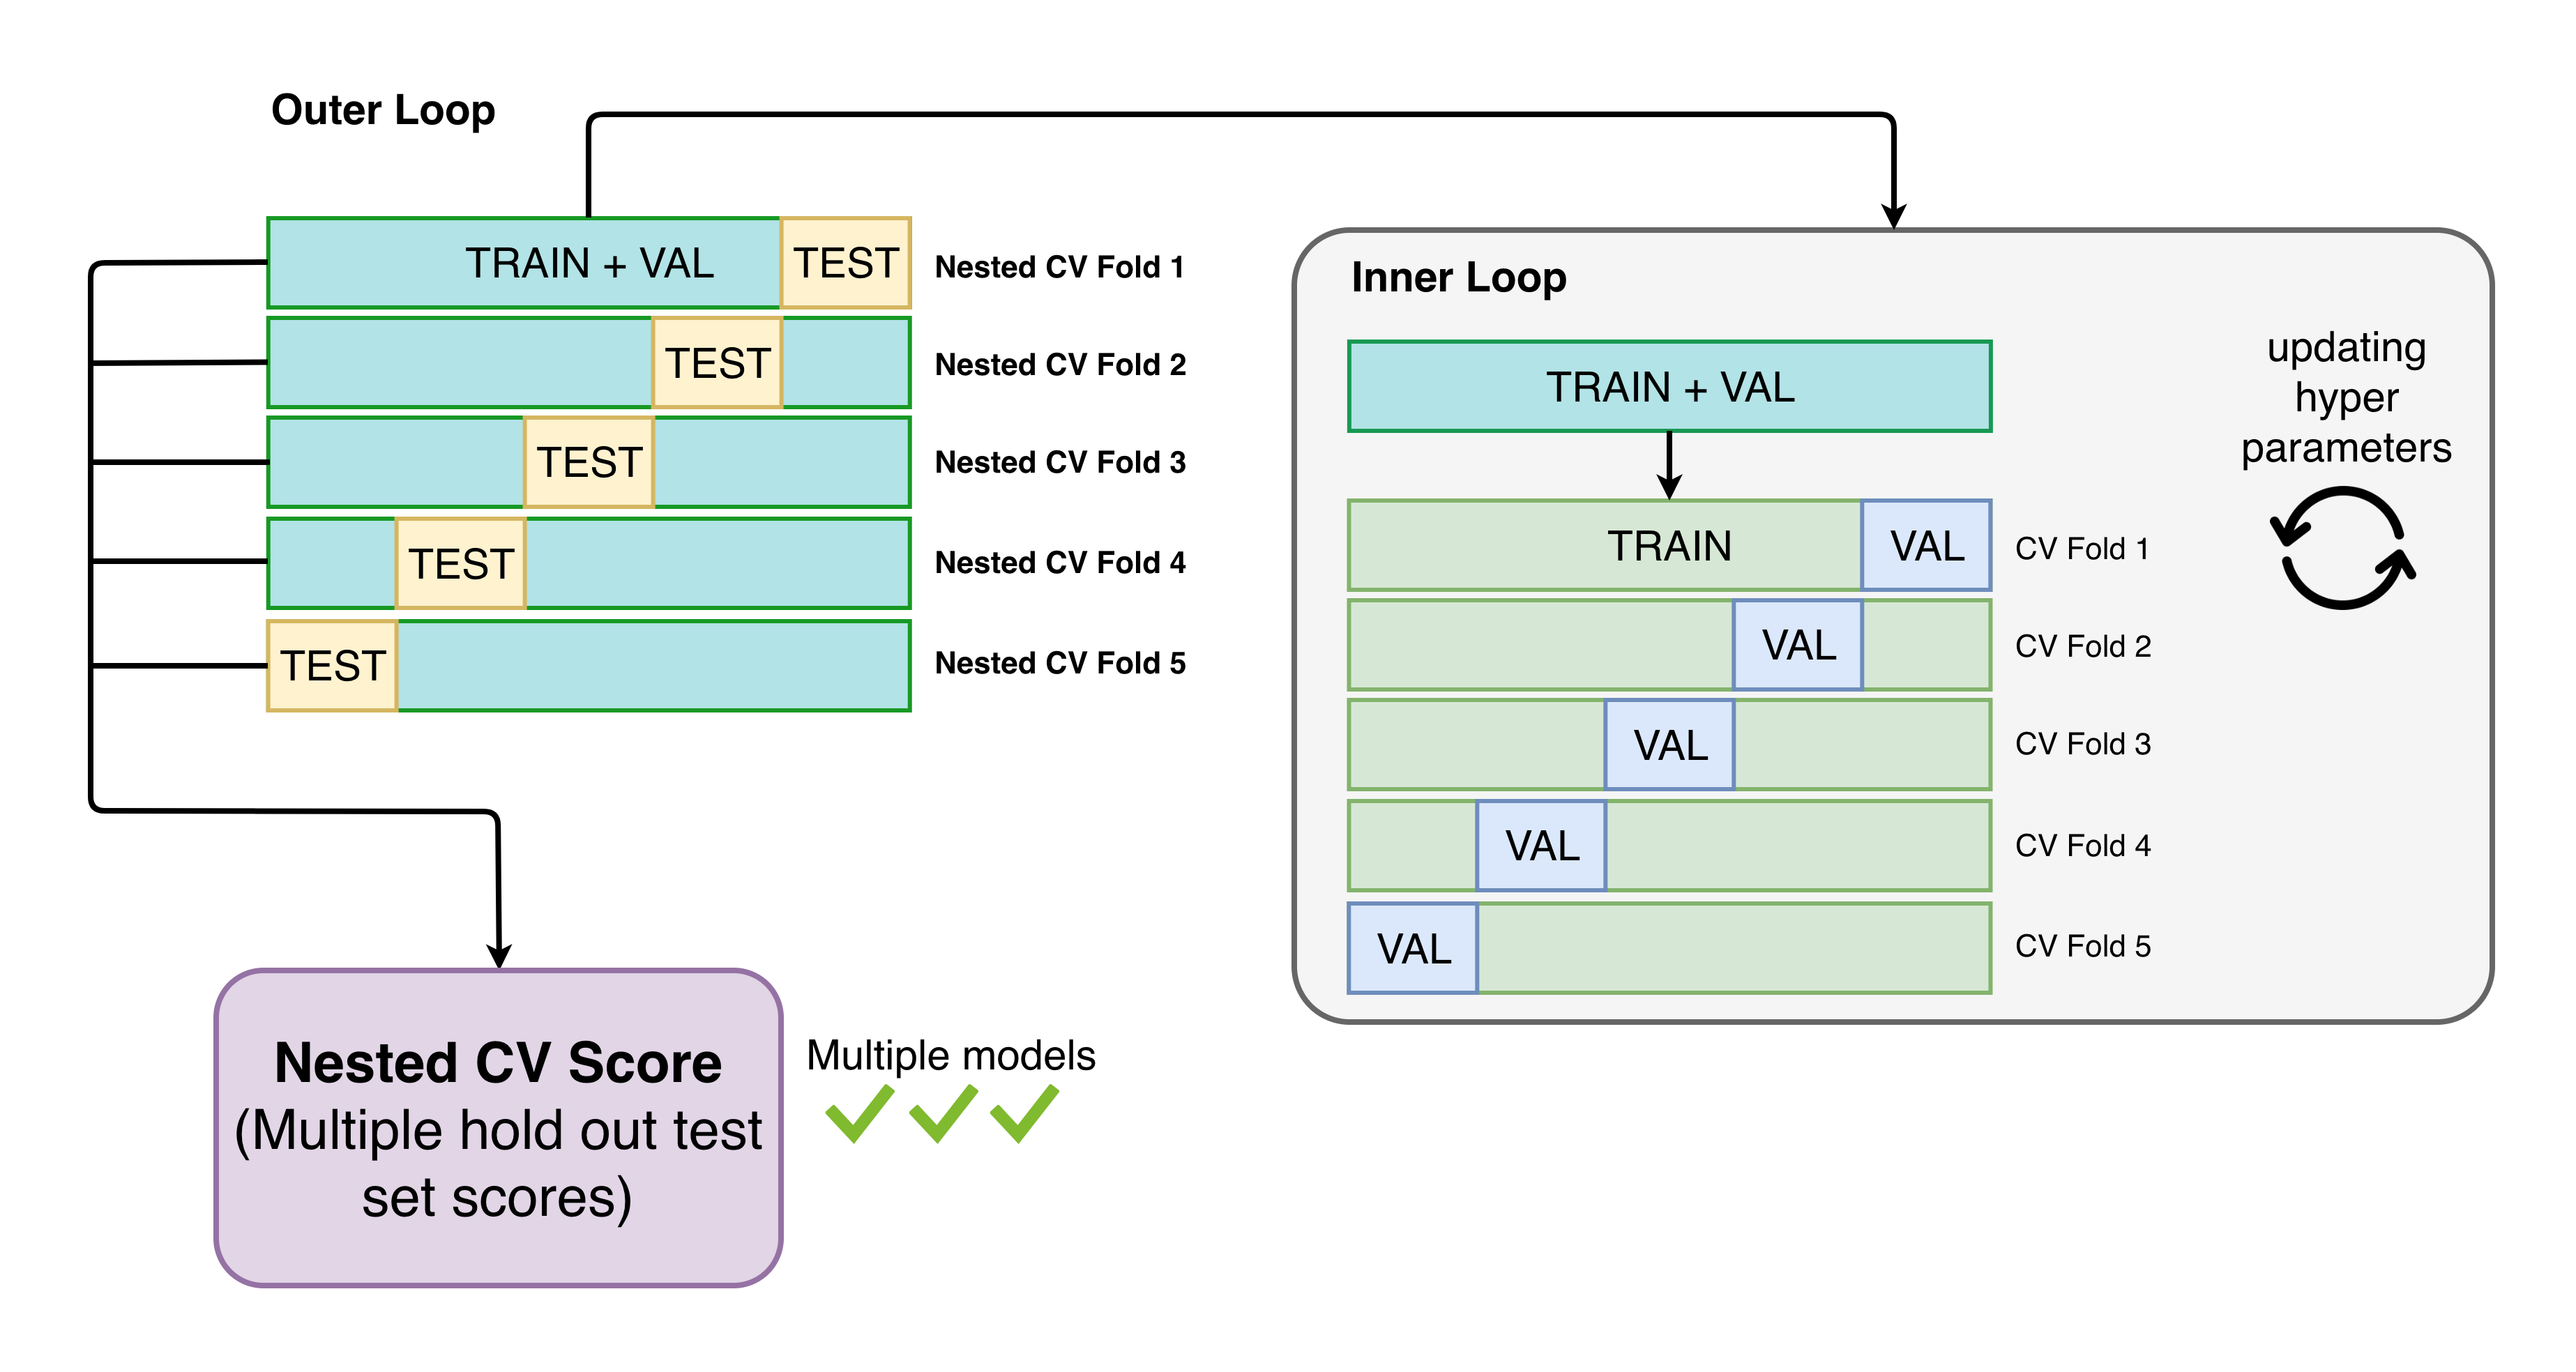 Outer Loop
TRAIN + VAL TEST Nested CV Fold 1
TEST Nested CV Fold 2
TEST Nested CV Fold 3
TEST Nested CV Fold 4
TEST Nested CV Fold 5
Nested CV Score
(Multiple hold out test
set scores)
Multiple models
Inner Loop
TRAIN + VAL
TRAIN VAL CV Fold 1
VAL CV Fold 2
VAL CV Fold 3
VAL CV Fold 4
VAL CV Fold 5
updating
hyper
parameters